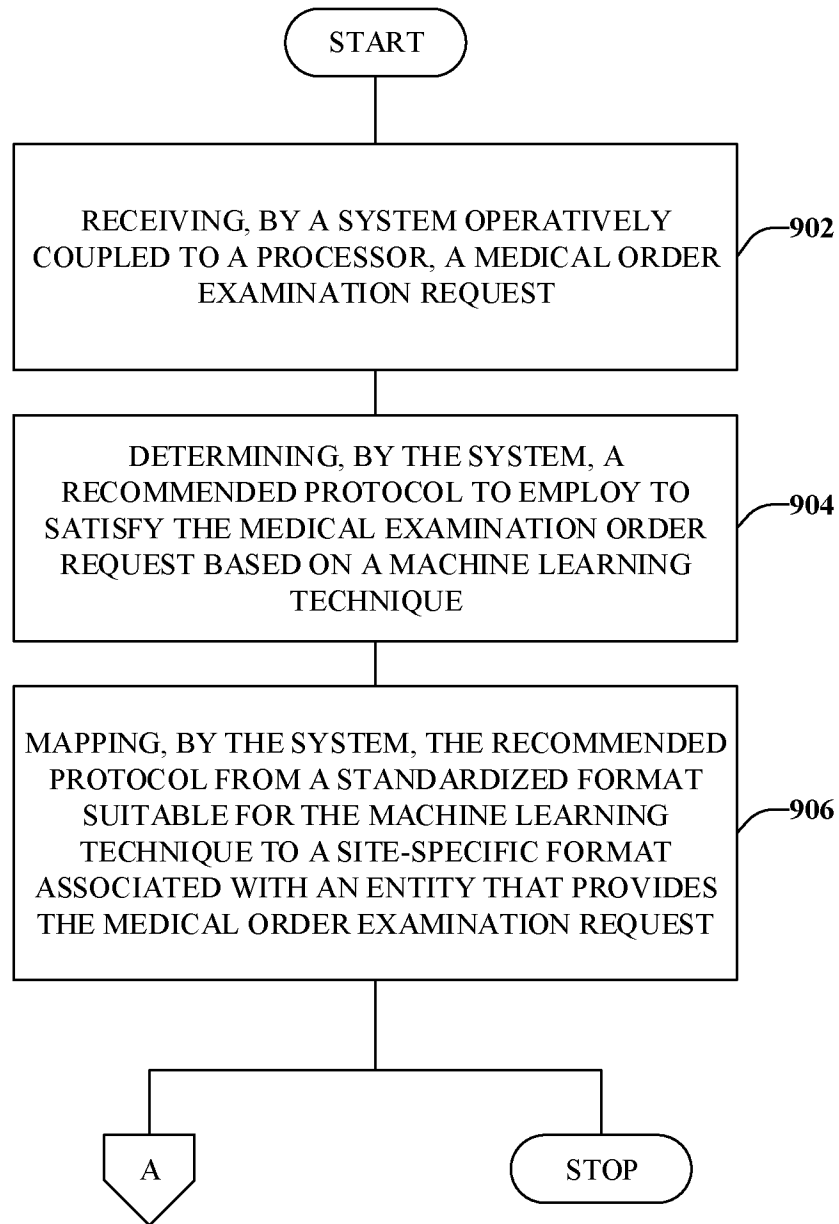 START
RECEIVING, BY A SYSTEM OPERATIVELY
COUPLED TO A PROCESSOR, A MEDICAL ORDER
EXAMINATION REQUEST
902
DETERMINING, BY THE SYSTEM, A
RECOMMENDED PROTOCOL TO EMPLOY TO
SATISFY THE MEDICAL EXAMINATION ORDER
REQUEST BASED ON A MACHINE LEARNING
TECHNIQUE
904
MAPPING, BY THE SYSTEM, THE RECOMMENDED
PROTOCOL FROM A STANDARDIZED FORMAT
SUITABLE FOR THE MACHINE LEARNING
TECHNIQUE TO A SITE-SPECIFIC FORMAT
ASSOCIATED WITH AN ENTITY THAT PROVIDES
THE MEDICAL ORDER EXAMINATION REQUEST
906
A
STOP